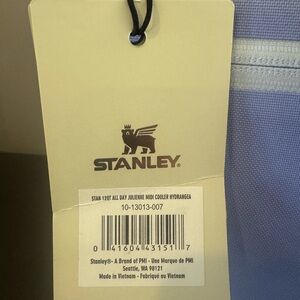 STANLEY®
STAN 12QT ALL DAY JULIENNE MIDI COOLER HYDRANGEA
10-13013-007
0 41604 43151 7
Stanley®- A Brand of PMI - Une Marque de PMI
Seattle, WA 98121
Made in Vietnam - Fabriqué au Vietnam